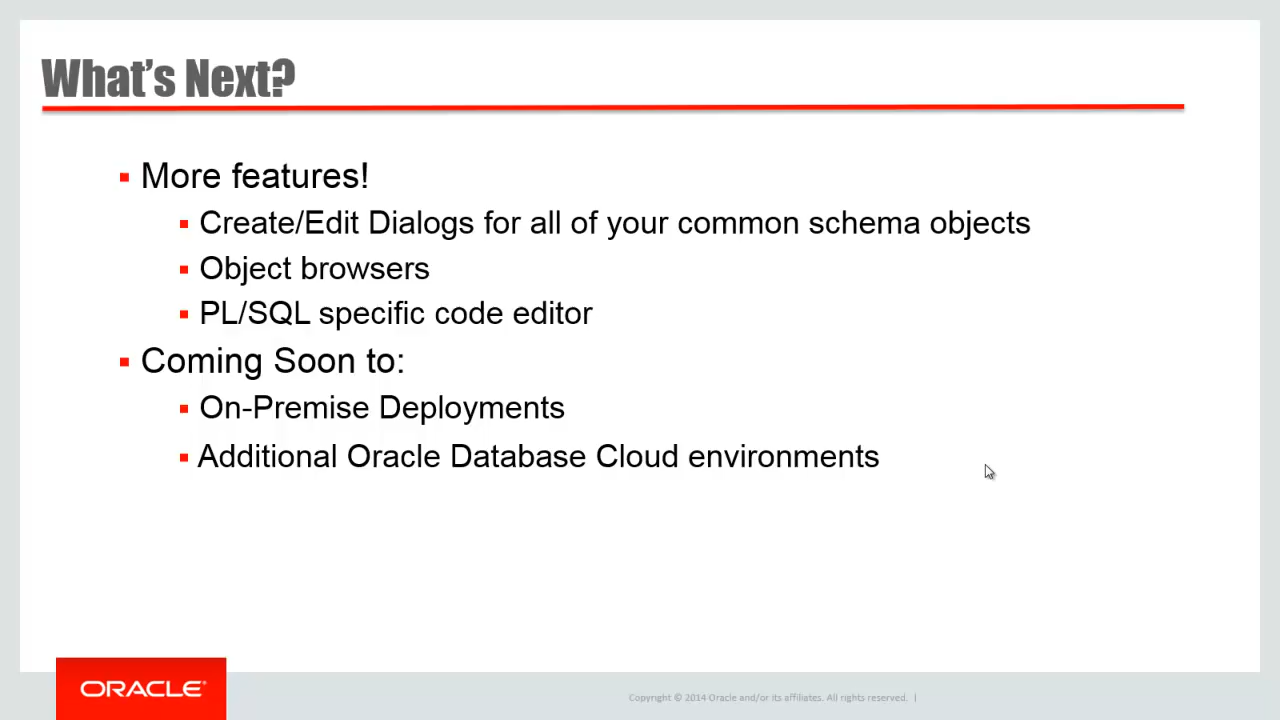 What's Next?
More features!
Create/Edit Dialogs for all of your common schema objects
Object browsers
PL/SQL specific code editor
Coming Soon to:
On-Premise Deployments
Additional Oracle Database Cloud environments
ORACLE®
Copyright © 2014 Oracle and/or its affiliates. All rights reserved. |